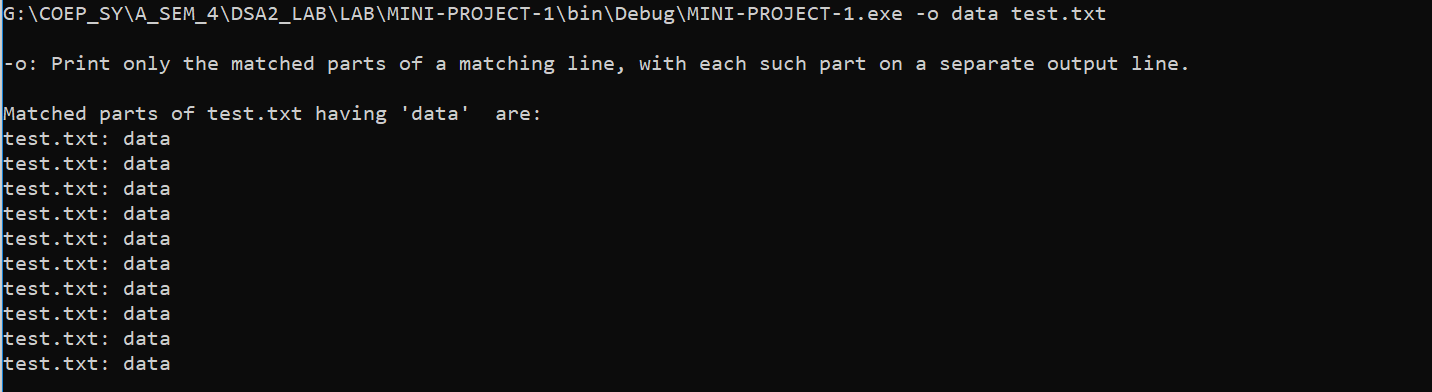 G:\COEP_SY\A_SEM_4\DSA2_LAB\LAB\MINI-PROJECT-1\bin\Debug\MINI-PROJECT-1.exe -o data test.txt
-o: Print only the matched parts of a matching line, with each such part on a separate output line.
Matched parts of test.txt having 'data'  are:
test.txt: data
test.txt: data
test.txt: data
test.txt: data
test.txt: data
test.txt: data
test.txt: data
test.txt: data
test.txt: data
test.txt: data